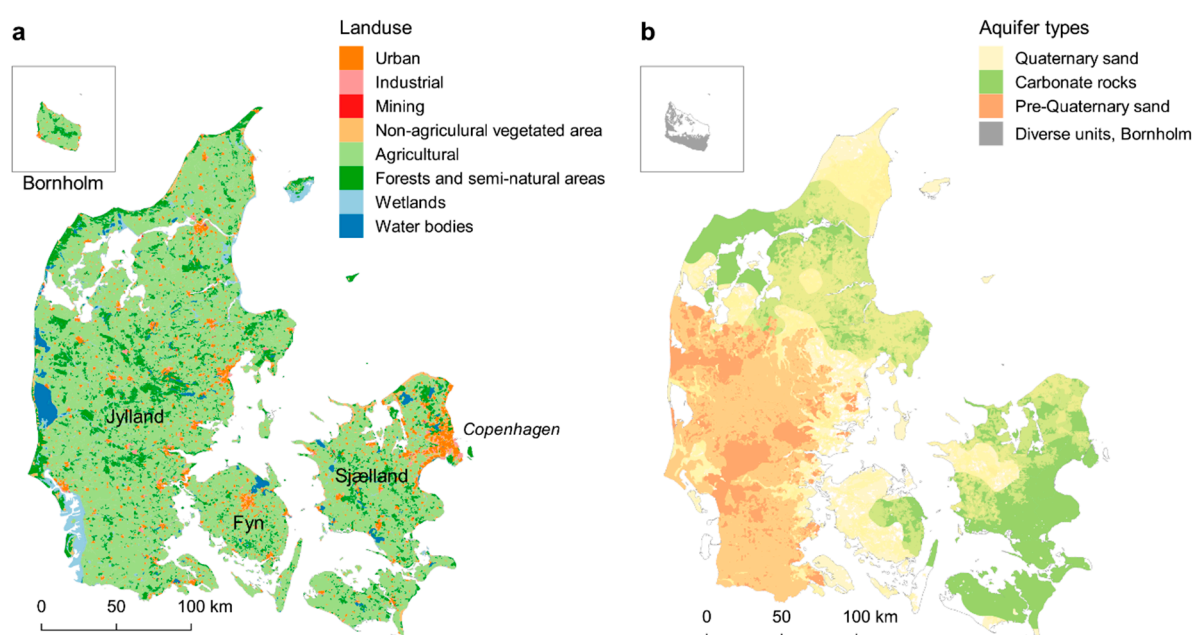 a
Landuse
Urban
Industrial
Mining
Non-agriculural vegetated area
Agricultural
Forests and semi-natural areas
Wetlands
Water bodies
Bornholm
Jylland
Copenhagen
Sjælland
Fyn
0 50 100 km
b
Aquifer types
Quaternary sand
Carbonate rocks
Pre-Quaternary sand
Diverse units, Bornholm
0 50 100 km